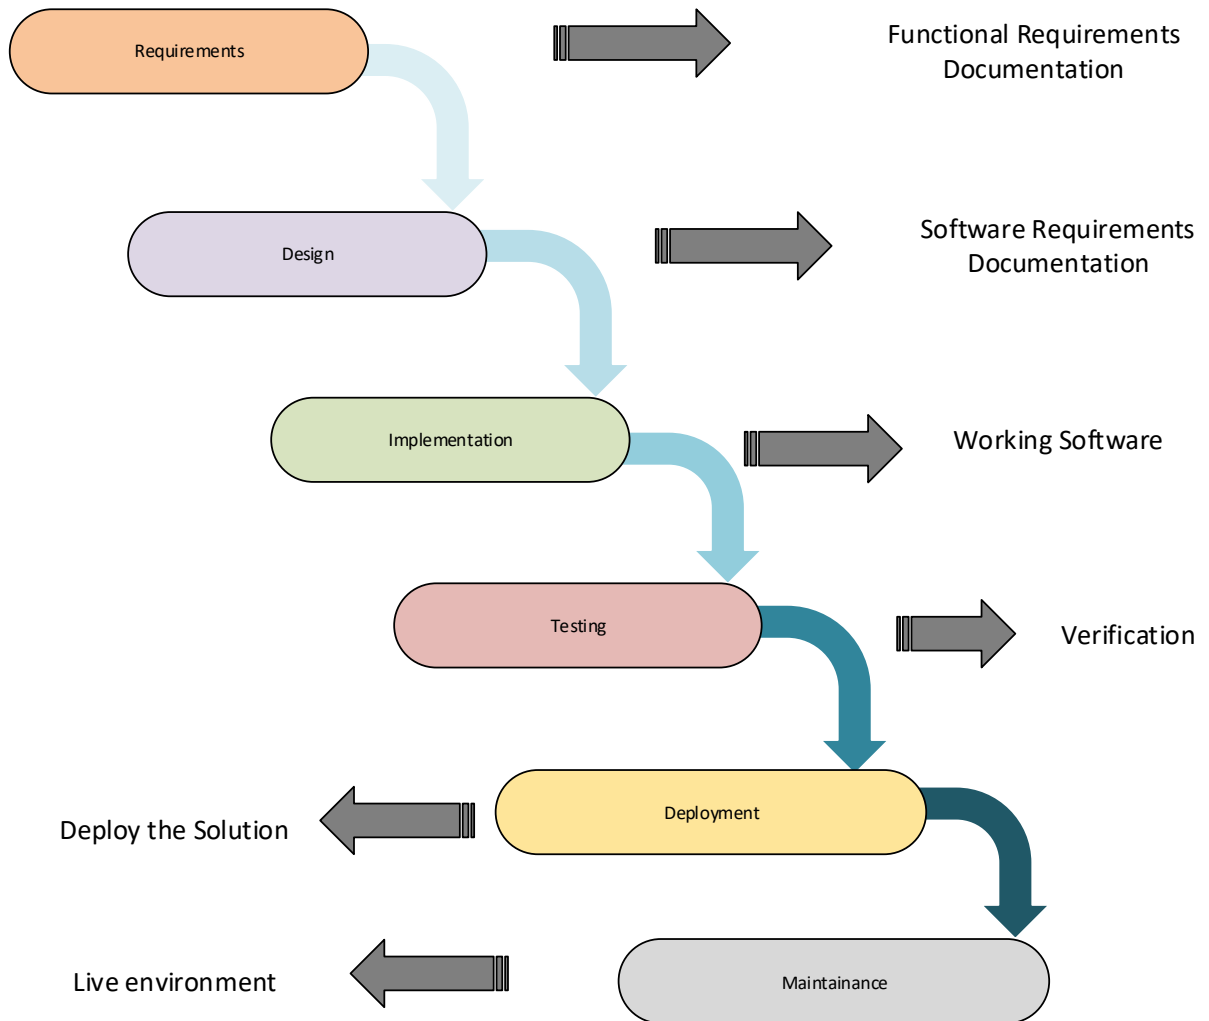 Requirements
Functional Requirements
Documentation
Design
Software Requirements
Documentation
Implementation
Working Software
Testing
Verification
Deploy the Solution
Deployment
Live environment
Maintainance